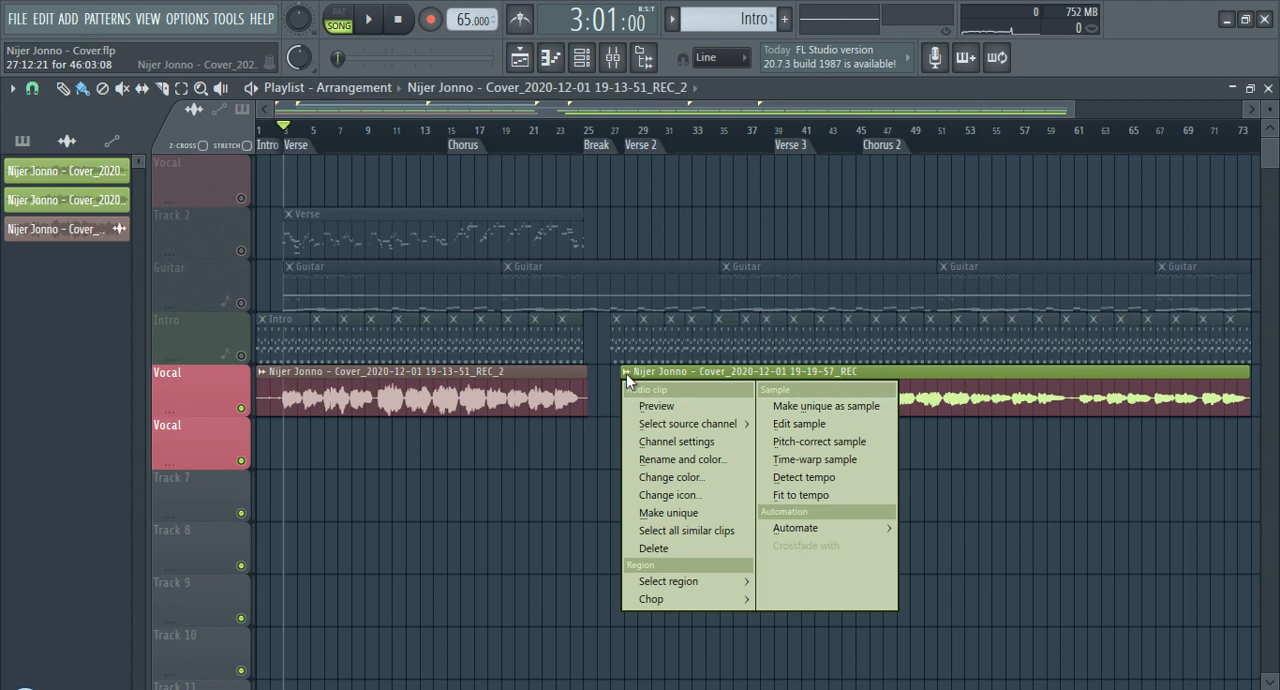 FILE EDIT ADD PATTERNS VIEW OPTIONS TOOLS HELP
PAT
SONG
65.000
3:01:00
B:S:T
Intro
0
752 MB
0
Nijer Jonno - Cover.flp
27:12:21 for 46:03:08
Nijer Jonno - Cover_202..
Line
Today FL Studio version
20.7.3 build 1987 is available!
Playlist - Arrangement
Nijer Jonno - Cover_2020-12-01 19-13-51_REC_2
Z-CROSS
STRETCH
1 3 5 7 9 11 13 15 17 19 21 23 25 27 29 31 33 35 37 39 41 43 45 47 49 51 53 55 57 59 61 63 65 67 69 71 73
Intro
Verse
Chorus
Break
Verse 2
Verse 3
Chorus 2
Nijer Jonno - Cover_2020..
Nijer Jonno - Cover_2020..
Nijer Jonno - Cover_..
Vocal
Track 2
Verse
Guitar
Guitar
Guitar
Guitar
Guitar
Guitar
Intro
Intro
Vocal
Nijer Jonno - Cover_2020-12-01 19-13-51_REC_2
Nijer Jonno - Cover_2020-12-01 19-19-57_REC
Vocal
Track 7
Track 8
Track 9
Track 10
Track 11
Preview
Select source channel
Channel settings
Rename and color...
Change color...
Change icon...
Make unique
Select all similar clips
Delete
Region
Select region
Chop
Sample
Make unique as sample
Edit sample
Pitch-correct sample
Time-warp sample
Detect tempo
Fit to tempo
Automation
Automate
Crossfade with